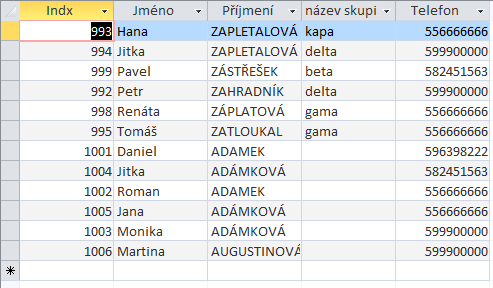 Indx Jméno Příjmení název skupi Telefon
993 Hana ZAPLETALOVÁ kapa 556666666
994 Jitka ZAPLETALOVÁ delta 599900000
999 Pavel ZÁSTŘEŠEK beta 582451563
992 Petr ZAHRADNÍK delta 599900000
998 Renáta ZÁPLATOVÁ gama 556666666
995 Tomáš ZATLOUKAL gama 556666666
1001 Daniel ADAMEK 596398222
1004 Jitka ADÁMKOVÁ 582451563
1002 Roman ADAMEK 556666666
1005 Jana ADÁMKOVÁ 556666666
1003 Monika ADÁMKOVÁ 599900000
1006 Martina AUGUSTINOVÁ 599900000